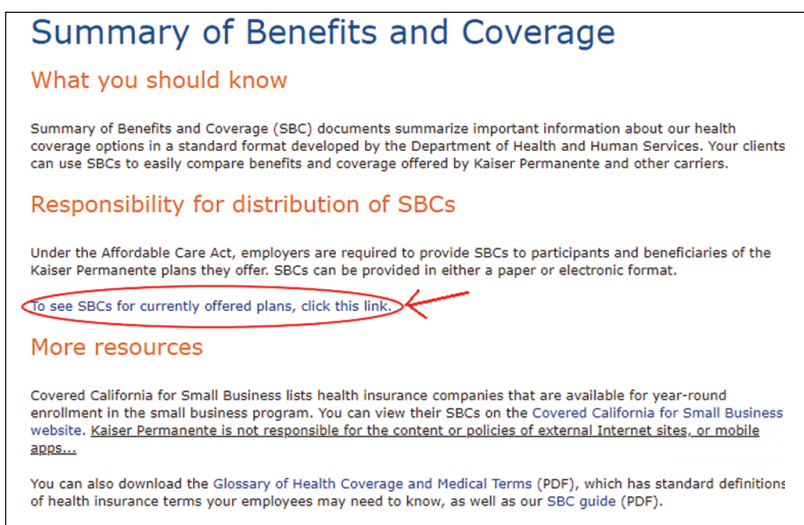 Summary of Benefits and Coverage
What you should know
Summary of Benefits and Coverage (SBC) documents summarize important information about our health
coverage options in a standard format developed by the Department of Health and Human Services. Your clients
can use SBCs to easily compare benefits and coverage offered by Kaiser Permanente and other carriers.
Responsibility for distribution of SBCs
Under the Affordable Care Act, employers are required to provide SBCs to participants and beneficiaries of the
Kaiser Permanente plans they offer. SBCs can be provided in either a paper or electronic format.
To see SBCs for currently offered plans, click this link.
More resources
Covered California for Small Business lists health insurance companies that are available for year-round
enrollment in the small business program. You can view their SBCs on the Covered California for Small Business
website. Kaiser Permanente is not responsible for the content or policies of external Internet sites, or mobile
apps...
You can also download the Glossary of Health Coverage and Medical Terms (PDF), which has standard definitions
of health insurance terms your employees may need to know, as well as our SBC guide (PDF).